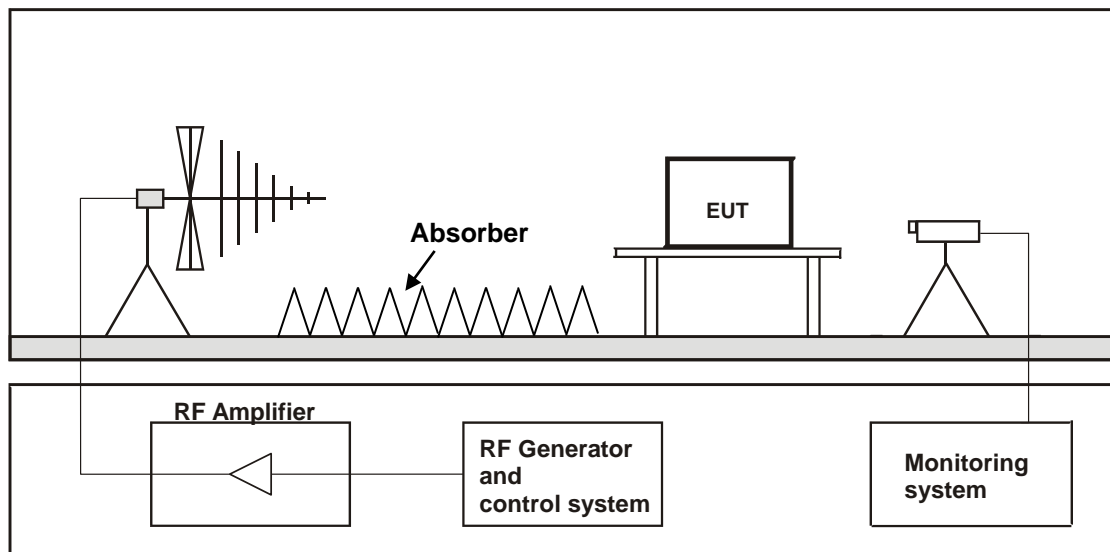 EUT
Absorber
RF Amplifier
RF Generator
and
control system
Monitoring
system